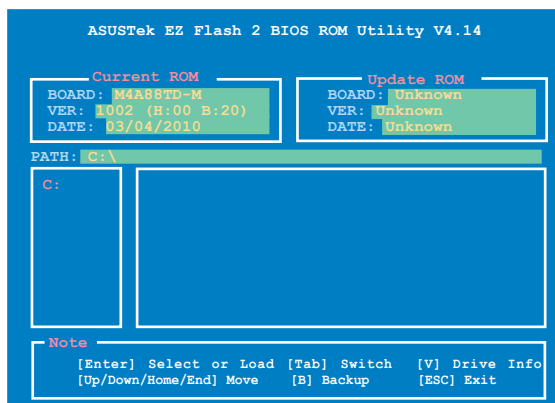 ASUSTek EZ Flash 2 BIOS ROM Utility V4.14
Current ROM
BOARD: M4A88TD-M
VER: 1002 (H:00 B:20)
DATE: 03/04/2010
Update ROM
BOARD: Unknown
VER: Unknown
DATE: Unknown
PATH: C:\
C:
Note
[Enter] Select or Load [Tab] Switch [V] Drive Info
[Up/Down/Home/End] Move [B] Backup [ESC] Exit